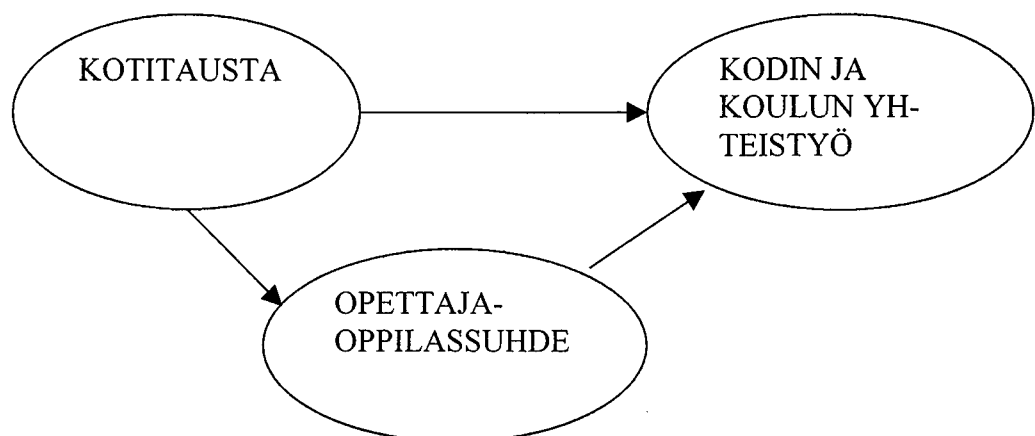 KOTITAUSTA
KODIN JA
KOULUN YH-
TEISTYÖ
OPETTAJA-
OPPILASSUHDE